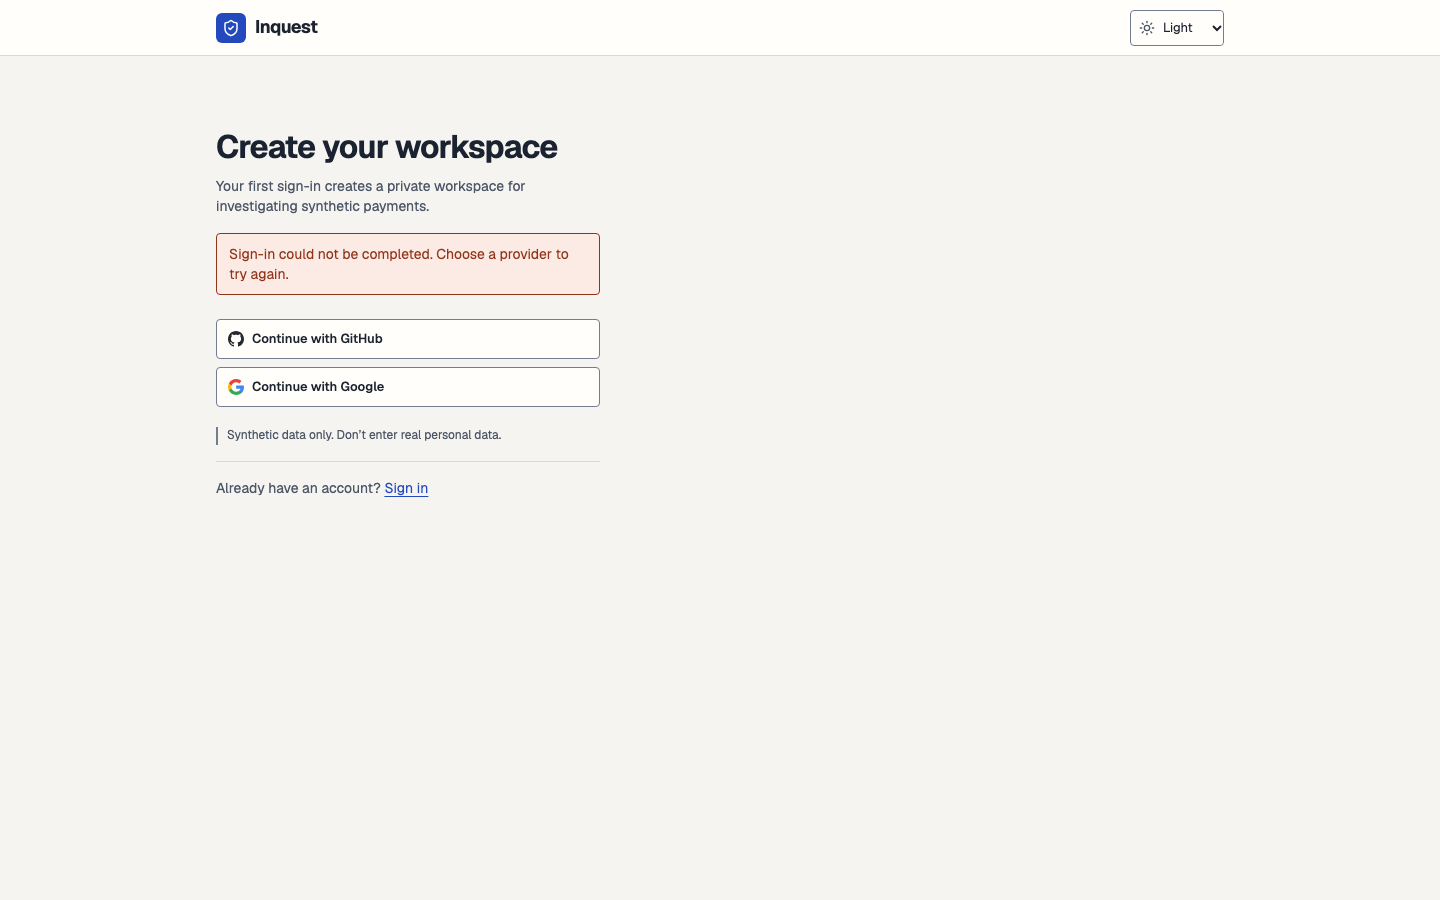 Inquest
Light
Create your workspace
Your first sign-in creates a private workspace for
investigating synthetic payments.
Sign-in could not be completed. Choose a provider to
try again.
Continue with GitHub
Continue with Google
Synthetic data only. Don’t enter real personal data.
Already have an account? Sign in